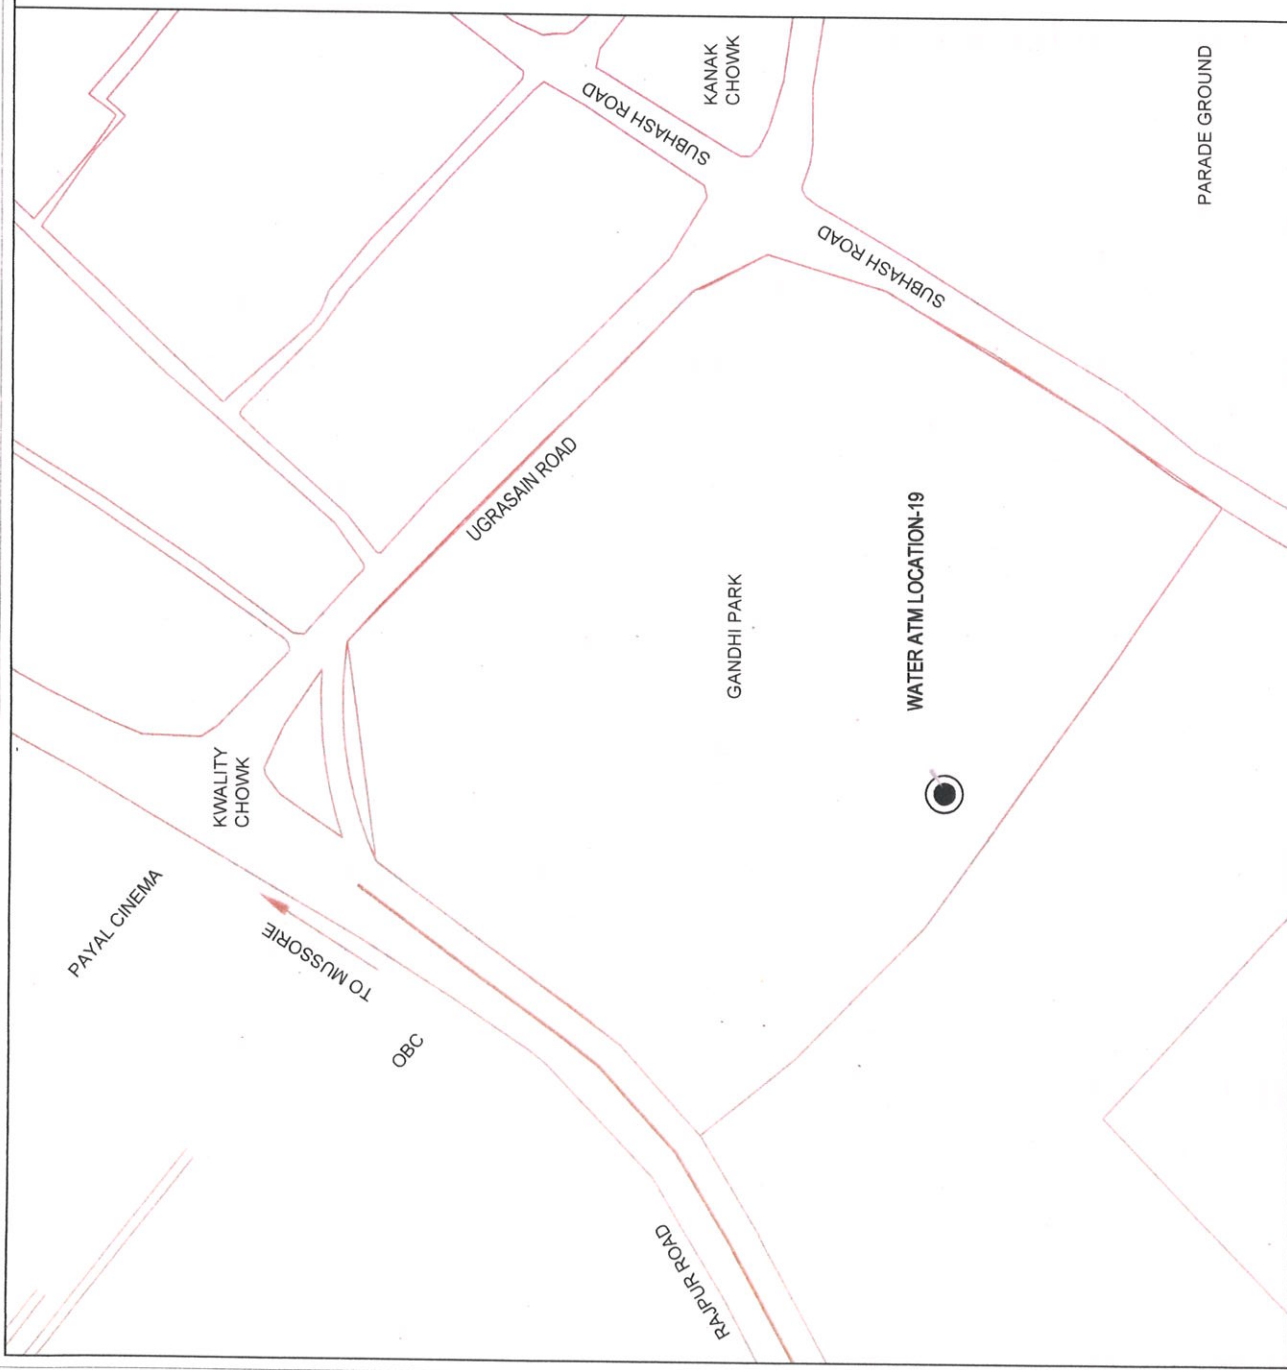 KANAK
CHOWK
PARADE GROUND
SUBHASH ROAD
SUBHASH ROAD
UGRASAIN ROAD
GANDHI PARK
WATER ATM LOCATION-19
KWALITY
CHOWK
PAYAL CINEMA
TO MUSSORIE
OBC
RAJPUR ROAD